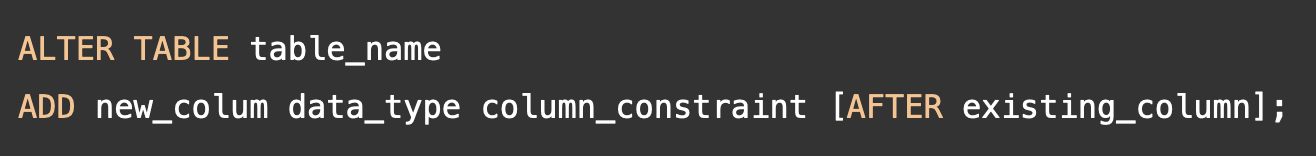 ALTER TABLE table_name
ADD new_colum data_type column_constraint [AFTER existing_column];